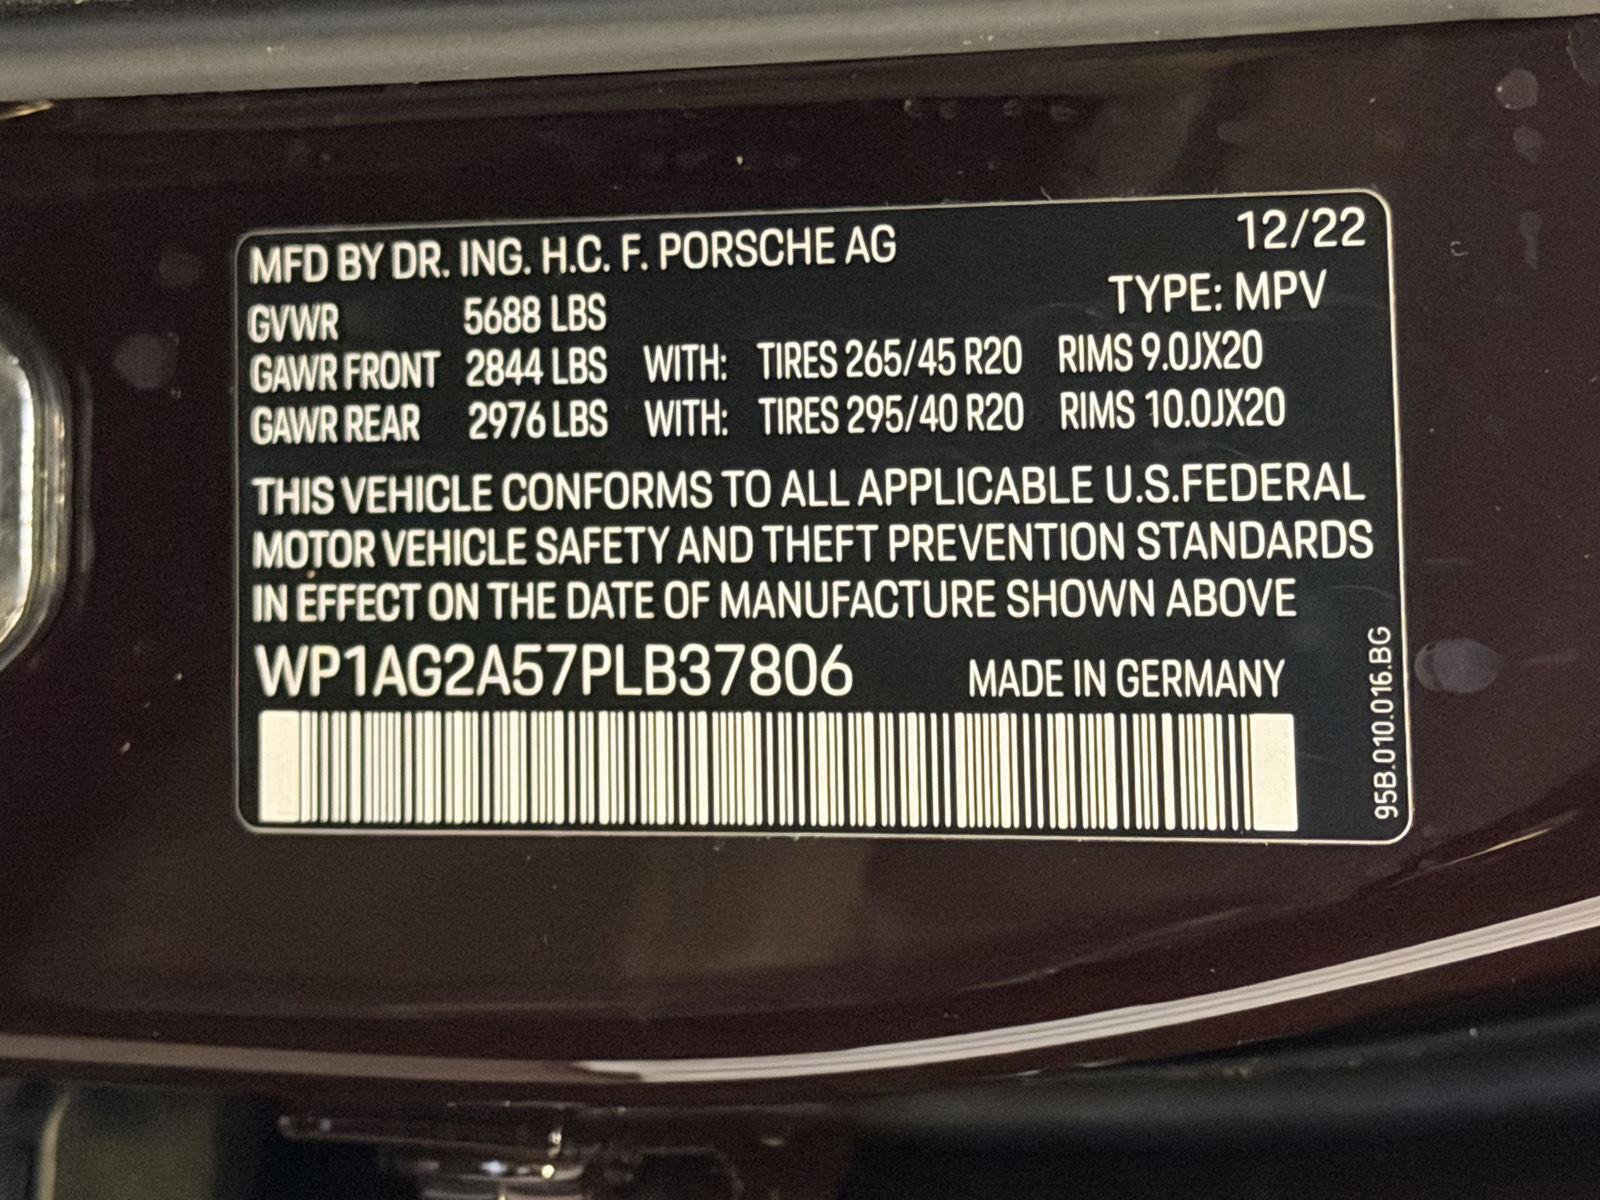 MFD BY DR. ING. H.C. F. PORSCHE AG 12/22
GVWR 5688 LBS TYPE: MPV
GAWR FRONT 2844 LBS WITH: TIRES 265/45 R20 RIMS 9.0JX20
GAWR REAR 2976 LBS WITH: TIRES 295/40 R20 RIMS 10.0JX20
THIS VEHICLE CONFORMS TO ALL APPLICABLE U.S.FEDERAL
MOTOR VEHICLE SAFETY AND THEFT PREVENTION STANDARDS
IN EFFECT ON THE DATE OF MANUFACTURE SHOWN ABOVE
WP1AG2A57PLB37806 MADE IN GERMANY
95B.010.016.BG